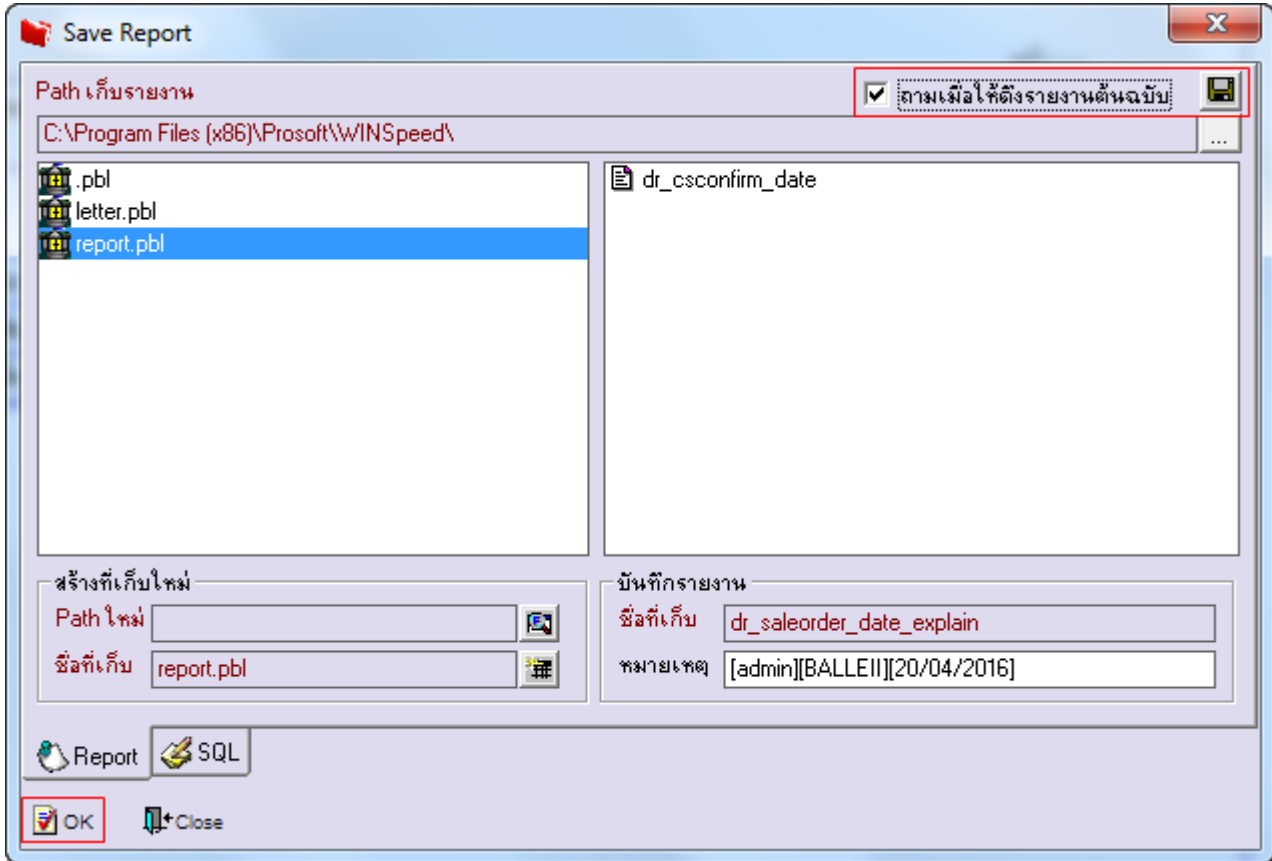 Save Report
Path เก็บรายงาน
ถามเมื่อให้ดึงรายงานต้นฉบับ
C:\Program Files (x86)\Prosoft\WINSpeed\
...
.pbl
letter.pbl
report.pbl
dr_csconfirm_date
สร้างที่เก็บใหม่
Path ใหม่
ชื่อที่เก็บ report.pbl
บันทึกรายงาน
ชื่อที่เก็บ dr_saleorder_date_explain
หมายเหตุ [admin][BALLEII][20/04/2016]
Report SQL
OK Close